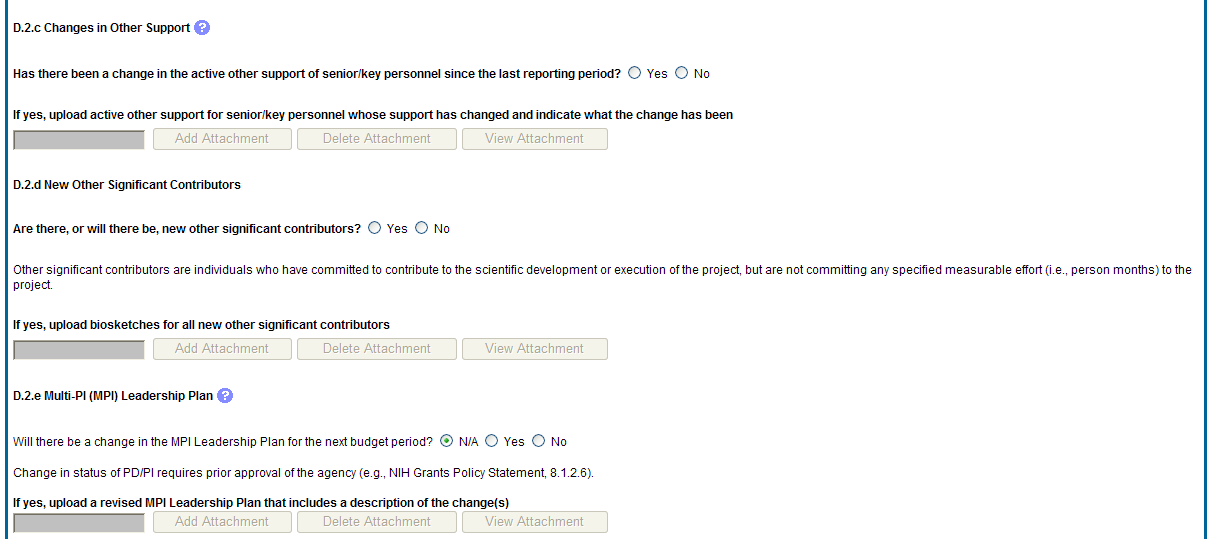 D.2.c Changes in Other Support ?
Has there been a change in the active other support of senior/key personnel since the last reporting period? Yes No
If yes, upload active other support for senior/key personnel whose support has changed and indicate what the change has been
Add Attachment Delete Attachment View Attachment
D.2.d New Other Significant Contributors
Are there, or will there be, new other significant contributors? Yes No
Other significant contributors are individuals who have committed to contribute to the scientific development or execution of the project, but are not committing any specified measurable effort (i.e., person months) to the
project.
If yes, upload biosketches for all new other significant contributors
Add Attachment Delete Attachment View Attachment
D.2.e Multi-PI (MPI) Leadership Plan ?
Will there be a change in the MPI Leadership Plan for the next budget period? N/A Yes No
Change in status of PD/PI requires prior approval of the agency (e.g., NIH Grants Policy Statement, 8.1.2.6).
If yes, upload a revised MPI Leadership Plan that includes a description of the change(s)
Add Attachment Delete Attachment View Attachment